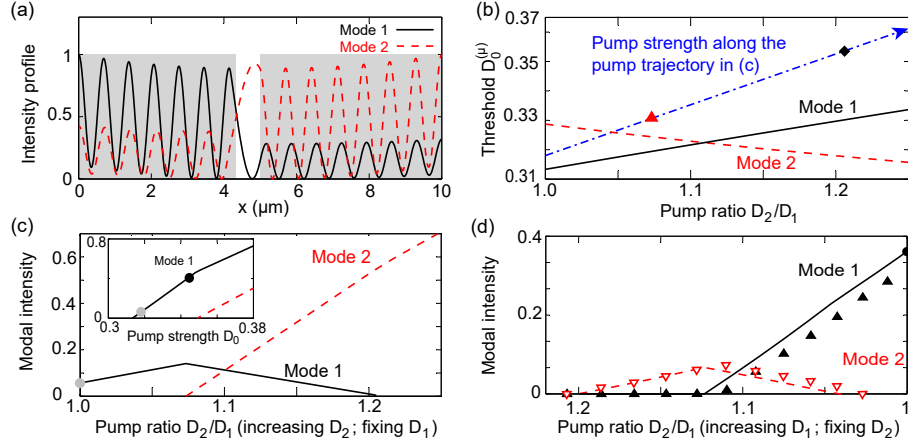 (a)
Mode 1
Mode 2
Intensity profile
1
0.5
0
0 2 4 6 8 10
x (µm)
(b)
Threshold D₀^(μ)
0.37
0.35
0.33
0.31
Pump strength along the
pump trajectory in (c)
Mode 1
Mode 2
1.0 1.1 1.2
Pump ratio D₂/D₁
(c)
Modal intensity
0.6
0.4
0.2
0
0.8
0
Mode 1
0.3 0.38
Pump strength D₀
Mode 2
Mode 1
1.0 1.1 1.2
Pump ratio D₂/D₁ (increasing D₂; fixing D₁)
(d)
Modal intensity
0.4
0.2
0
Mode 1
Mode 2
1.2 1.1 1
Pump ratio D₂/D₁ (increasing D₁; fixing D₂)